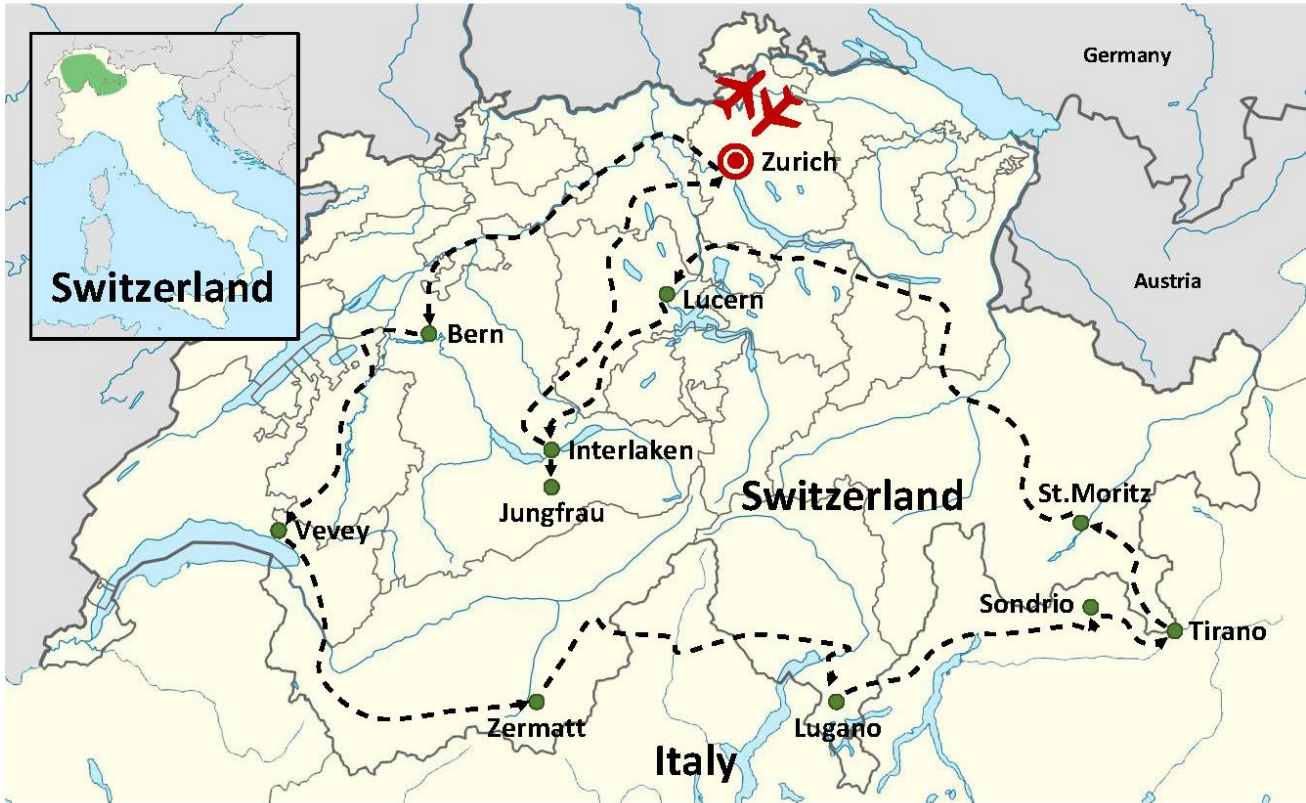 Germany
Zurich
Austria
Switzerland
Lucern
Bern
Interlaken
Jungfrau
Switzerland
St.Moritz
Vevey
Sondrio
Tirano
Zermatt
Lugano
Italy